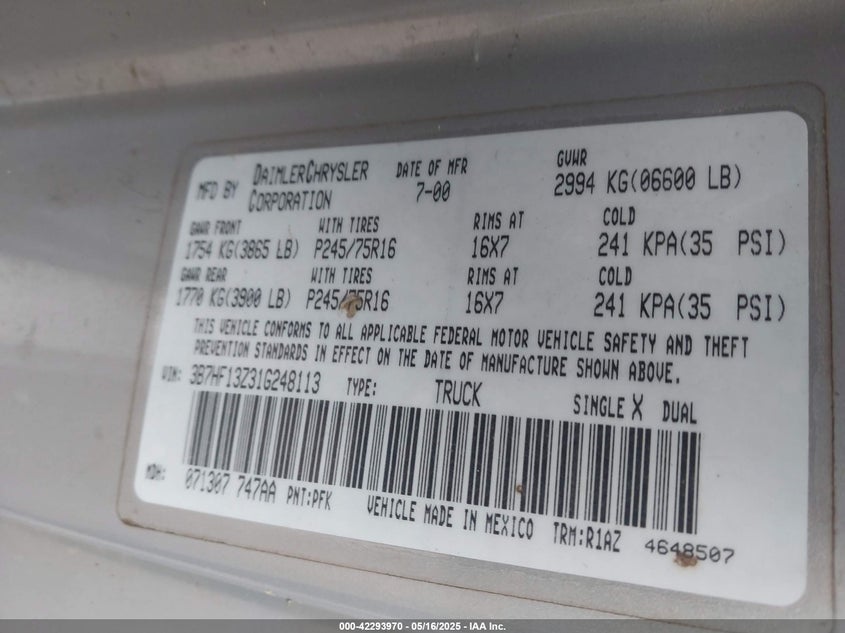 MFD BY DAIMLERCHRYSLER CORPORATION DATE OF MFR 7-00 GVWR 2994 KG(06600 LB)
GAWR FRONT WITH TIRES RIMS AT COLD
1754 KG(3865 LB) P245/75R16 16X7 241 KPA(35 PSI)
GAWR REAR WITH TIRES RIMS AT COLD
1770 KG(3900 LB) P245/75R16 16X7 241 KPA(35 PSI)
THIS VEHICLE CONFORMS TO ALL APPLICABLE FEDERAL MOTOR VEHICLE SAFETY AND THEFT
PREVENTION STANDARDS IN EFFECT ON THE DATE OF MANUFACTURE SHOWN ABOVE.
VIN: 3B7HF13Z31G248113 TYPE: TRUCK SINGLE X DUAL
MDH: 071307 747AA PNT:PFK VEHICLE MADE IN MEXICO TRM:R1AZ 4648507
000-42293970 - 05/16/2025 - IAA Inc.